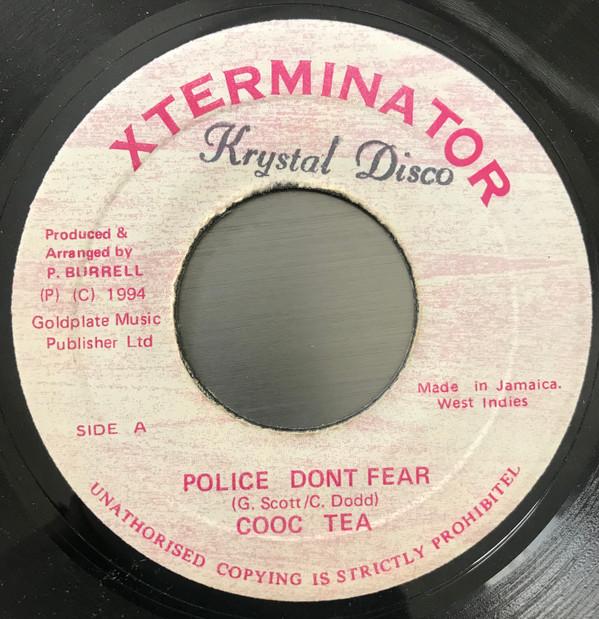 XTERMINATOR
Krystal Disco
Produced &
Arranged by
P. BURRELL
(P) (C) 1994
Goldplate Music
Publisher Ltd
Made in Jamaica.
West Indies
SIDE A
POLICE DONT FEAR
(G. Scott/C. Dodd)
COOC TEA
UNATHORISED COPYING IS STRICTLY PROHIBITEL